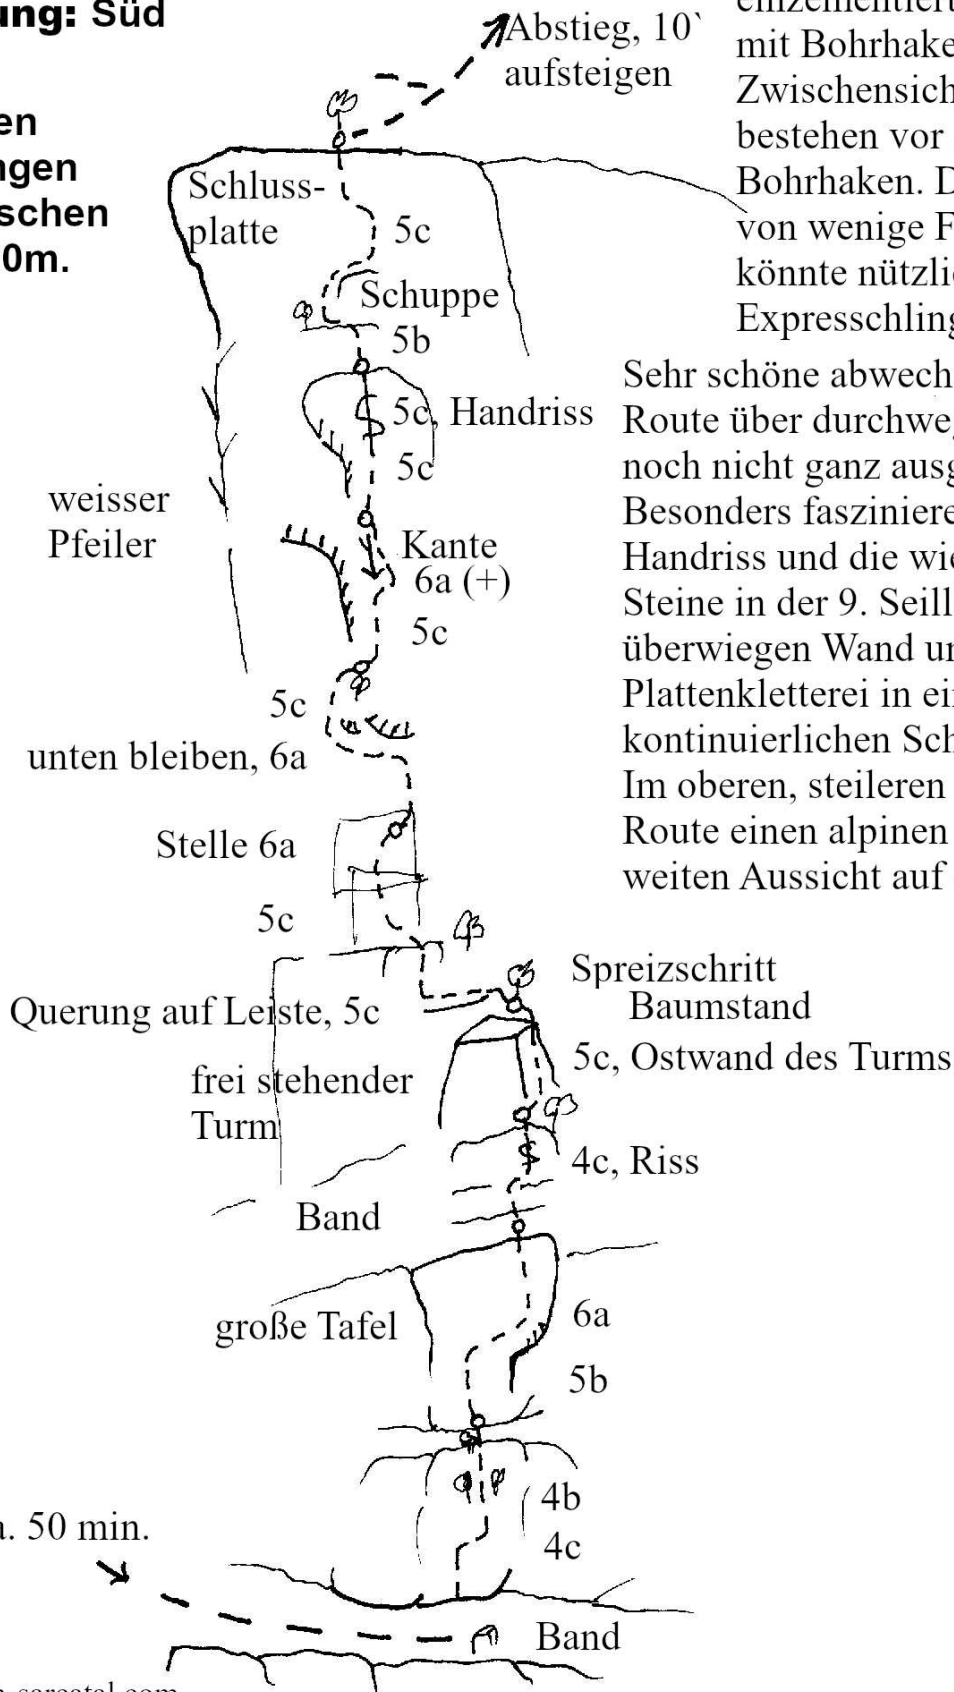 ung: Süd
en
ngen
schen
0m.
Abstieg, 10`
aufsteigen
mit Bohrhake
Zwischensich
bestehen vor
Bohrhaken. D
von wenige F
könnte nützli
Expressschling
Sehr schöne abwech
Route über durchwe
noch nicht ganz ausg
Besonders fasziniere
Handriss und die wie
Steine in der 9. Seill
überwiegen Wand un
Plattenkletterei in ei
kontinuierlichen Sch
Im oberen, steileren
Route einen alpinen
weiten Aussicht auf
Schluss-
platte
5c
Schuppe
5b
5c, Handriss
5c
weisser
Pfeiler
Kante
6a (+)
5c
5c
unten bleiben, 6a
Stelle 6a
5c
Spreizschritt
Baumstand
Querung auf Leiste, 5c
5c, Ostwand des Turms
frei stehender
Turm
4c, Riss
Band
große Tafel
6a
5b
4b
4c
a. 50 min.
Band